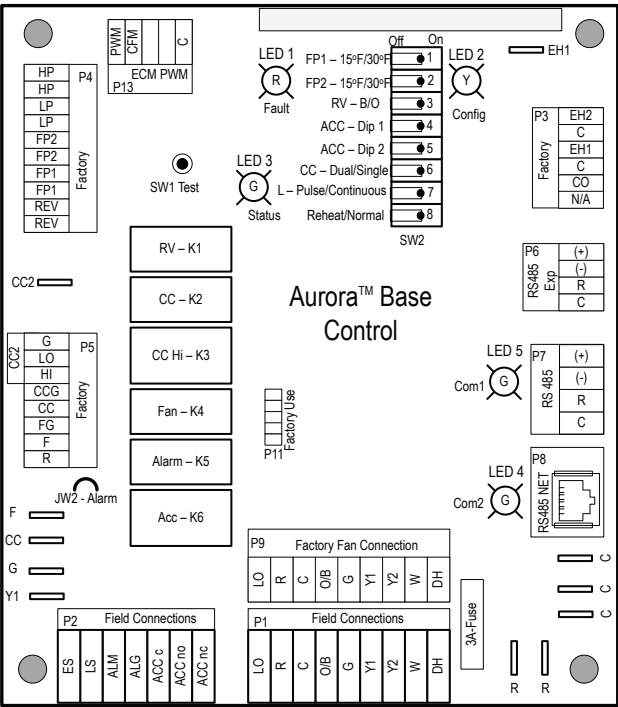 PWM
CFM
C
ECM PWM
P13
LED 1
R
Fault
Off
On
FP1 – 15ºF/30ºF
1
FP2 – 15ºF/30ºF
2
RV – B/O
3
ACC – Dip 1
4
ACC – Dip 2
5
CC – Dual/Single
6
L – Pulse/Continuous
7
Reheat/Normal
8
SW2
LED 2
Y
Config
EH1
HP
HP
LP
LP
FP2
FP2
FP1
FP1
REV
REV
P4
Factory
SW1 Test
LED 3
G
Status
P3
Factory
EH2
C
EH1
C
CO
N/A
CC2
RV – K1
CC – K2
CC Hi – K3
Fan – K4
Alarm – K5
Acc – K6
Aurora™ Base
Control
P6
RS485
Exp
(+)
(-)
R
C
CC2
G
LO
HI
CCG
CC
FG
F
R
P5
Factory
Factory Use
P11
LED 5
Com1
G
P7
RS 485
(+)
(-)
R
C
JW2 - Alarm
LED 4
Com2
G
P8
RS485 NET
F
CC
G
Y1
P9
Factory Fan Connection
LO
R
C
O/B
G
Y1
Y2
W
DH
C
C
C
P2
Field Connections
ES
LS
ALM
ALG
ACC c
ACC no
ACC nc
P1
Field Connections
LO
R
C
O/B
G
Y1
Y2
W
DH
3A-Fuse
R
R